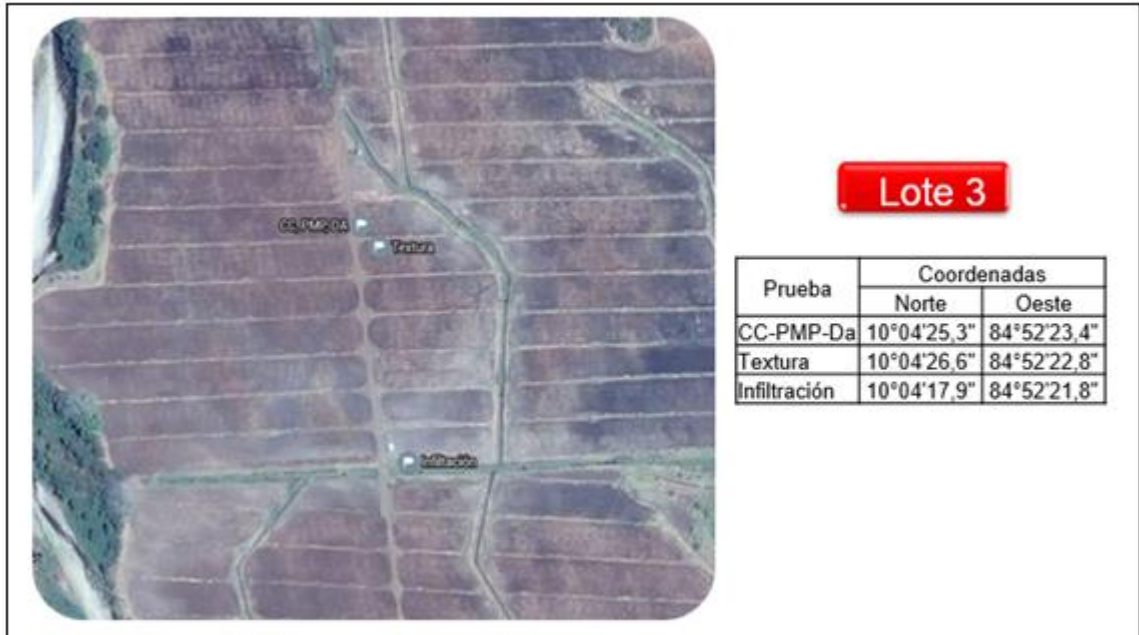 CC, PMP, DA
Textura
Infiltación
Lote 3
Prueba Coordenadas
Norte Oeste
CC-PMP-Da 10°04'25,3" 84°52'23,4"
Textura 10°04'26,6" 84°52'22,8"
Infiltración 10°04'17,9" 84°52'21,8"